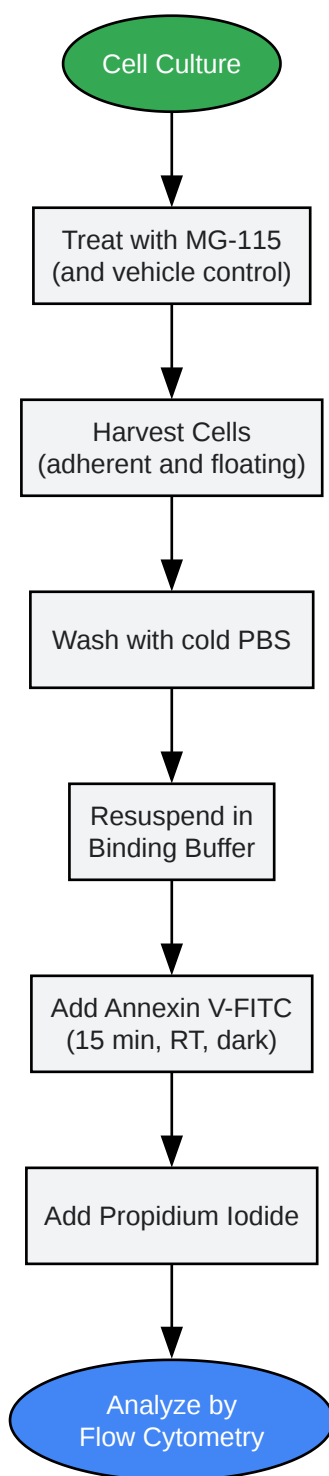 Cell Culture
Treat with MG-115
(and vehicle control)
Harvest Cells
(adherent and floating)
Wash with cold PBS
Resuspend in
Binding Buffer
Add Annexin V-FITC
(15 min, RT, dark)
Add Propidium Iodide
Analyze by
Flow Cytometry